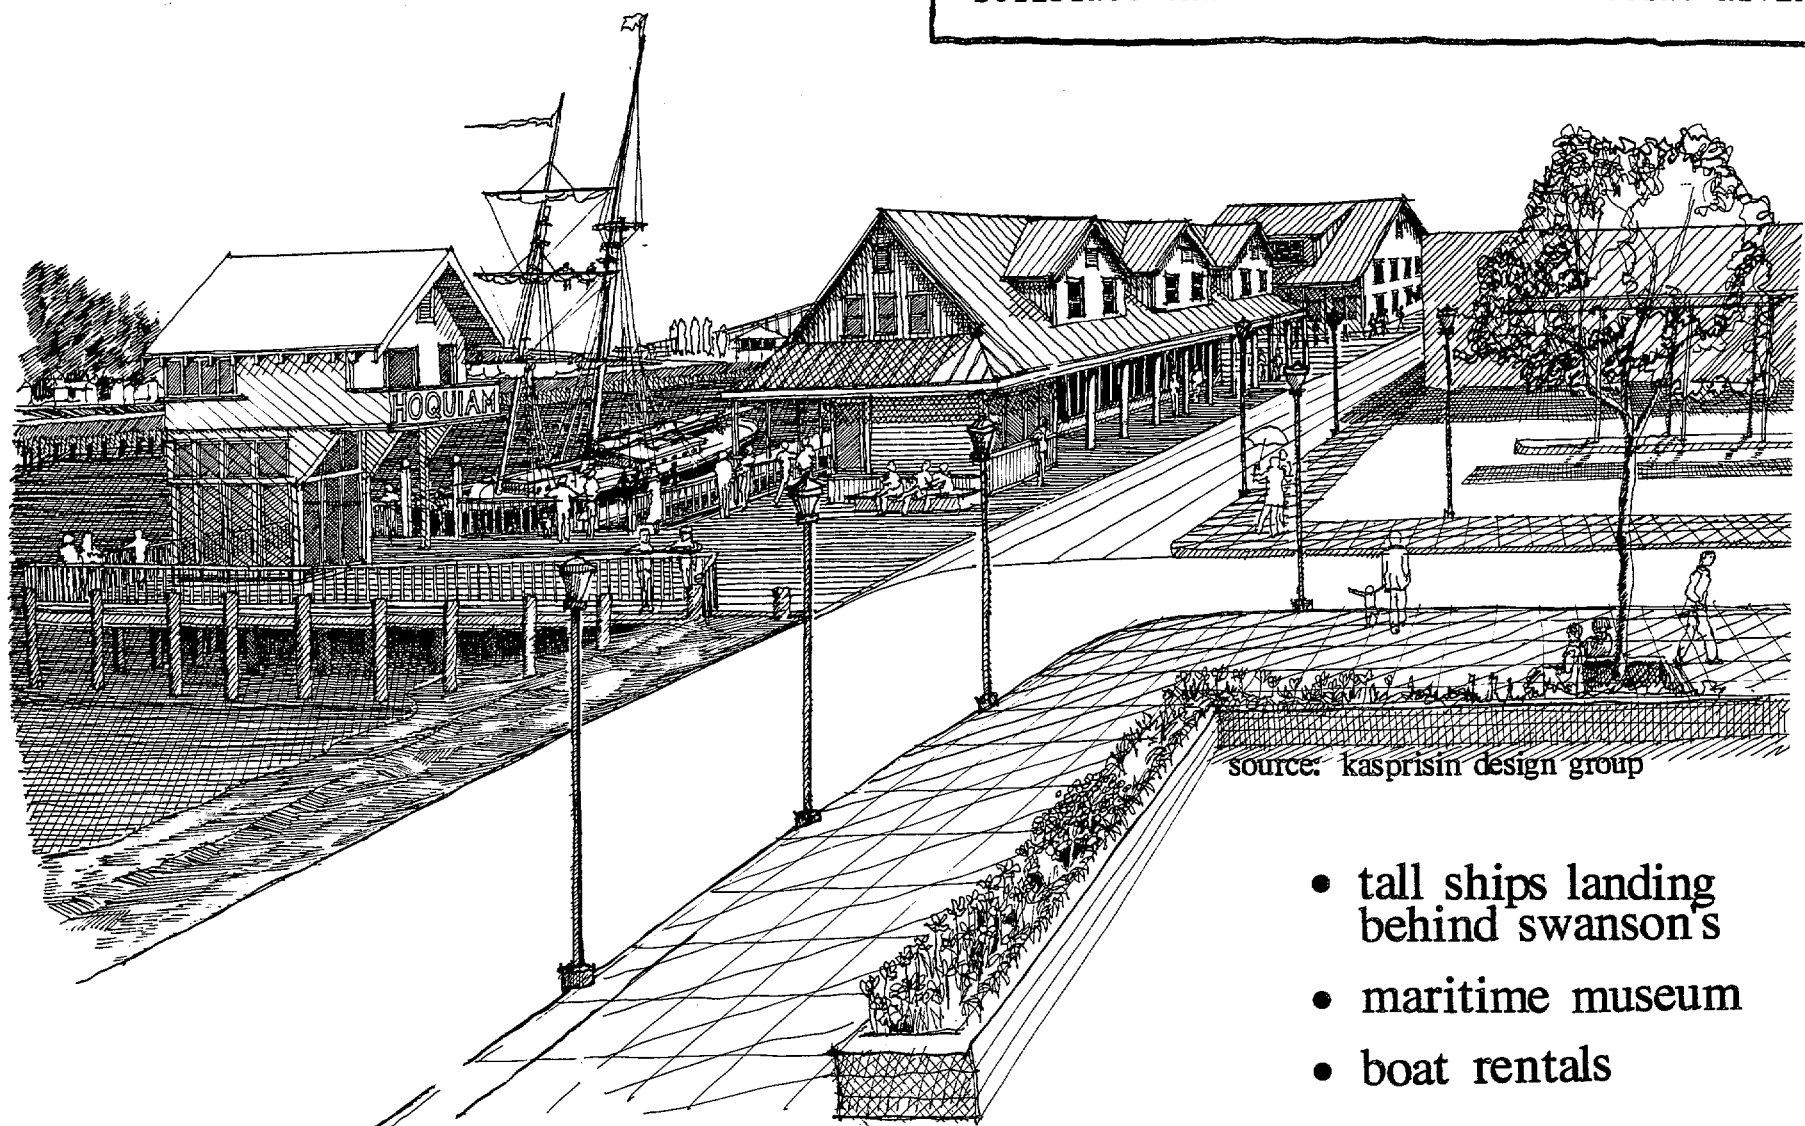 HOQUIAM
source: kasprisin design group
• tall ships landing
behind swanson's
• maritime museum
• boat rentals